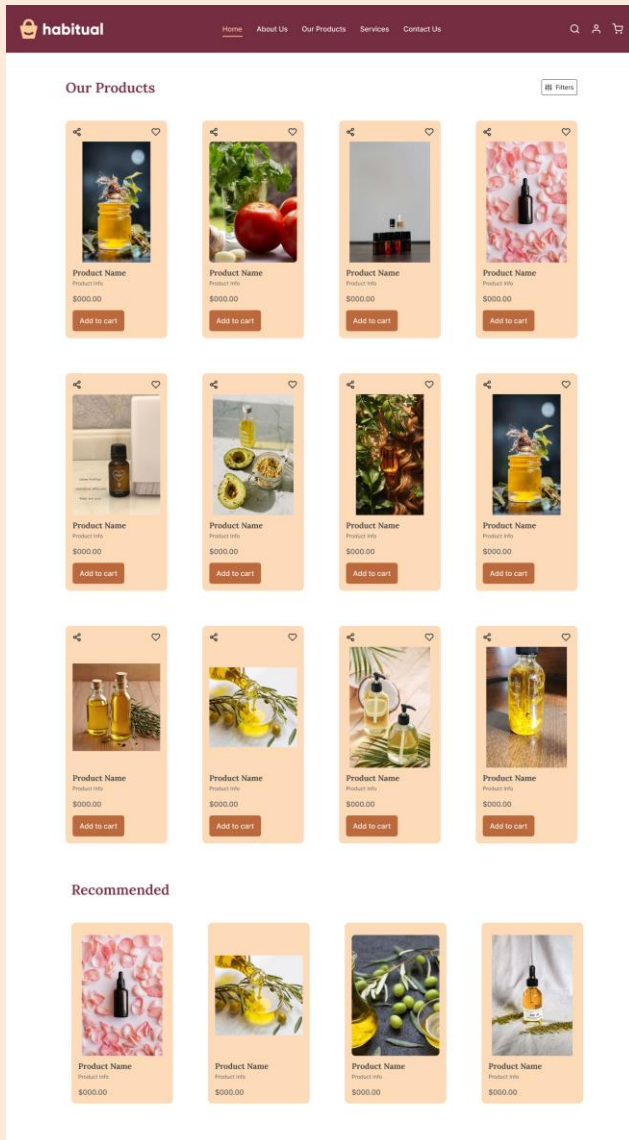 habitual
Home About Us Our Products Services Contact Us
Our Products
Filters
Product Name Product Name Product Name Product Name
Product Info Product Info Product Info Product Info
$000.00 $000.00 $000.00 $000.00
Add to cart Add to cart Add to cart Add to cart
Product Name Product Name Product Name Product Name
Product Info Product Info Product Info Product Info
$000.00 $000.00 $000.00 $000.00
Add to cart Add to cart Add to cart Add to cart
Product Name Product Name Product Name Product Name
Product Info Product Info Product Info Product Info
$000.00 $000.00 $000.00 $000.00
Add to cart Add to cart Add to cart Add to cart
Recommended
Product Name Product Name Product Name Product Name
Product Info Product Info Product Info Product Info
$000.00 $000.00 $000.00 $000.00